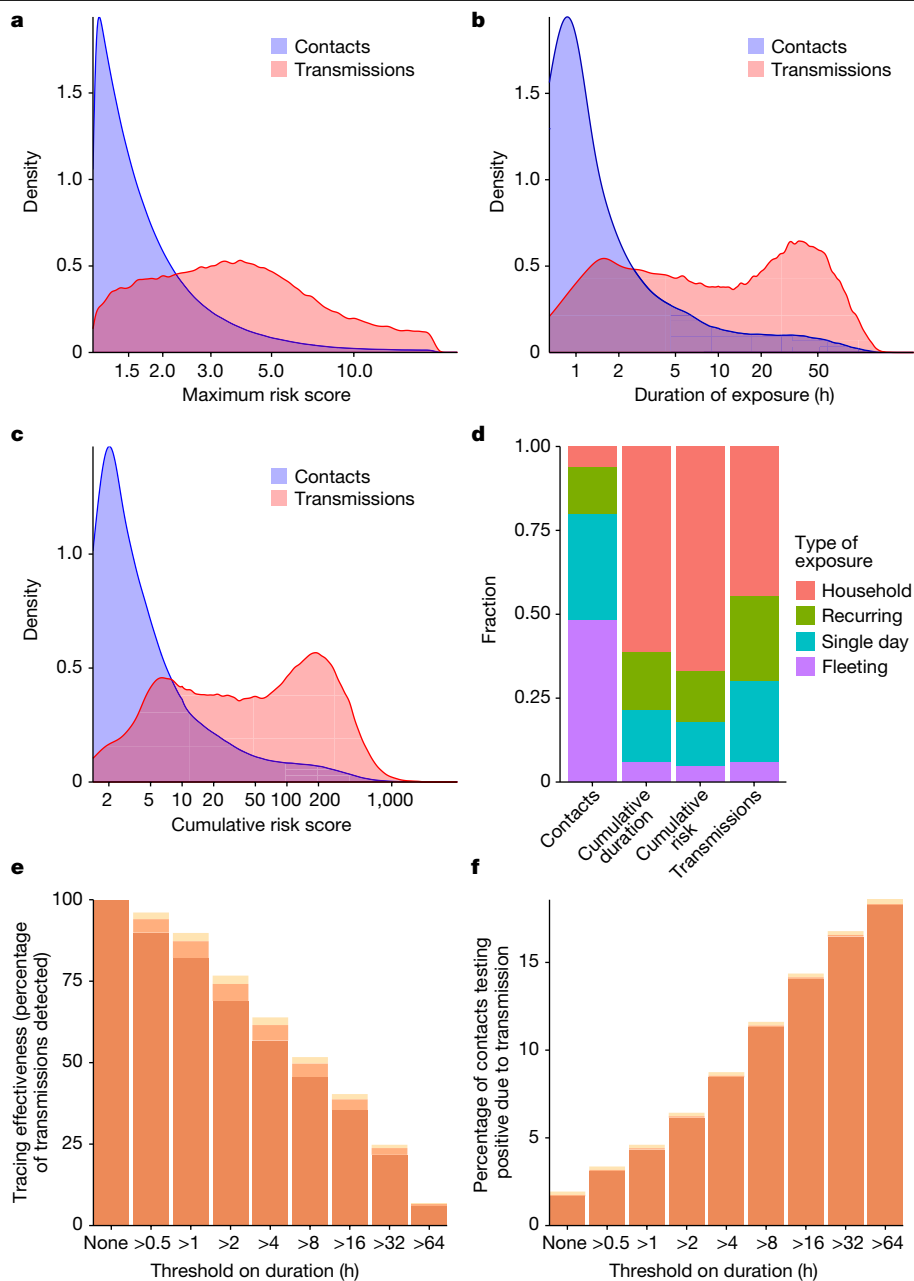 a
Contacts
Transmissions
1.5
1.0
0.5
0
Density
1.5 2.0 3.0 5.0 10.0
Maximum risk score
b
Contacts
Transmissions
1.5
1.0
0.5
0
Density
1 2 5 10 20 50
Duration of exposure (h)
c
Contacts
Transmissions
1.0
0.5
0
Density
2 5 10 20 50 100 200 1,000
Cumulative risk score
d
1.00
0.75
0.50
0.25
0
Fraction
Contacts
Cumulative
duration
Cumulative
risk
Transmissions
Type of
exposure
Household
Recurring
Single day
Fleeting
e
100
75
50
25
0
Tracing effectiveness (percentage
of transmissions detected)
None >0.5 >1 >2 >4 >8 >16 >32 >64
Threshold on duration (h)
f
15
10
5
0
Percentage of contacts testing
positive due to transmission
None >0.5 >1 >2 >4 >8 >16 >32 >64
Threshold on duration (h)